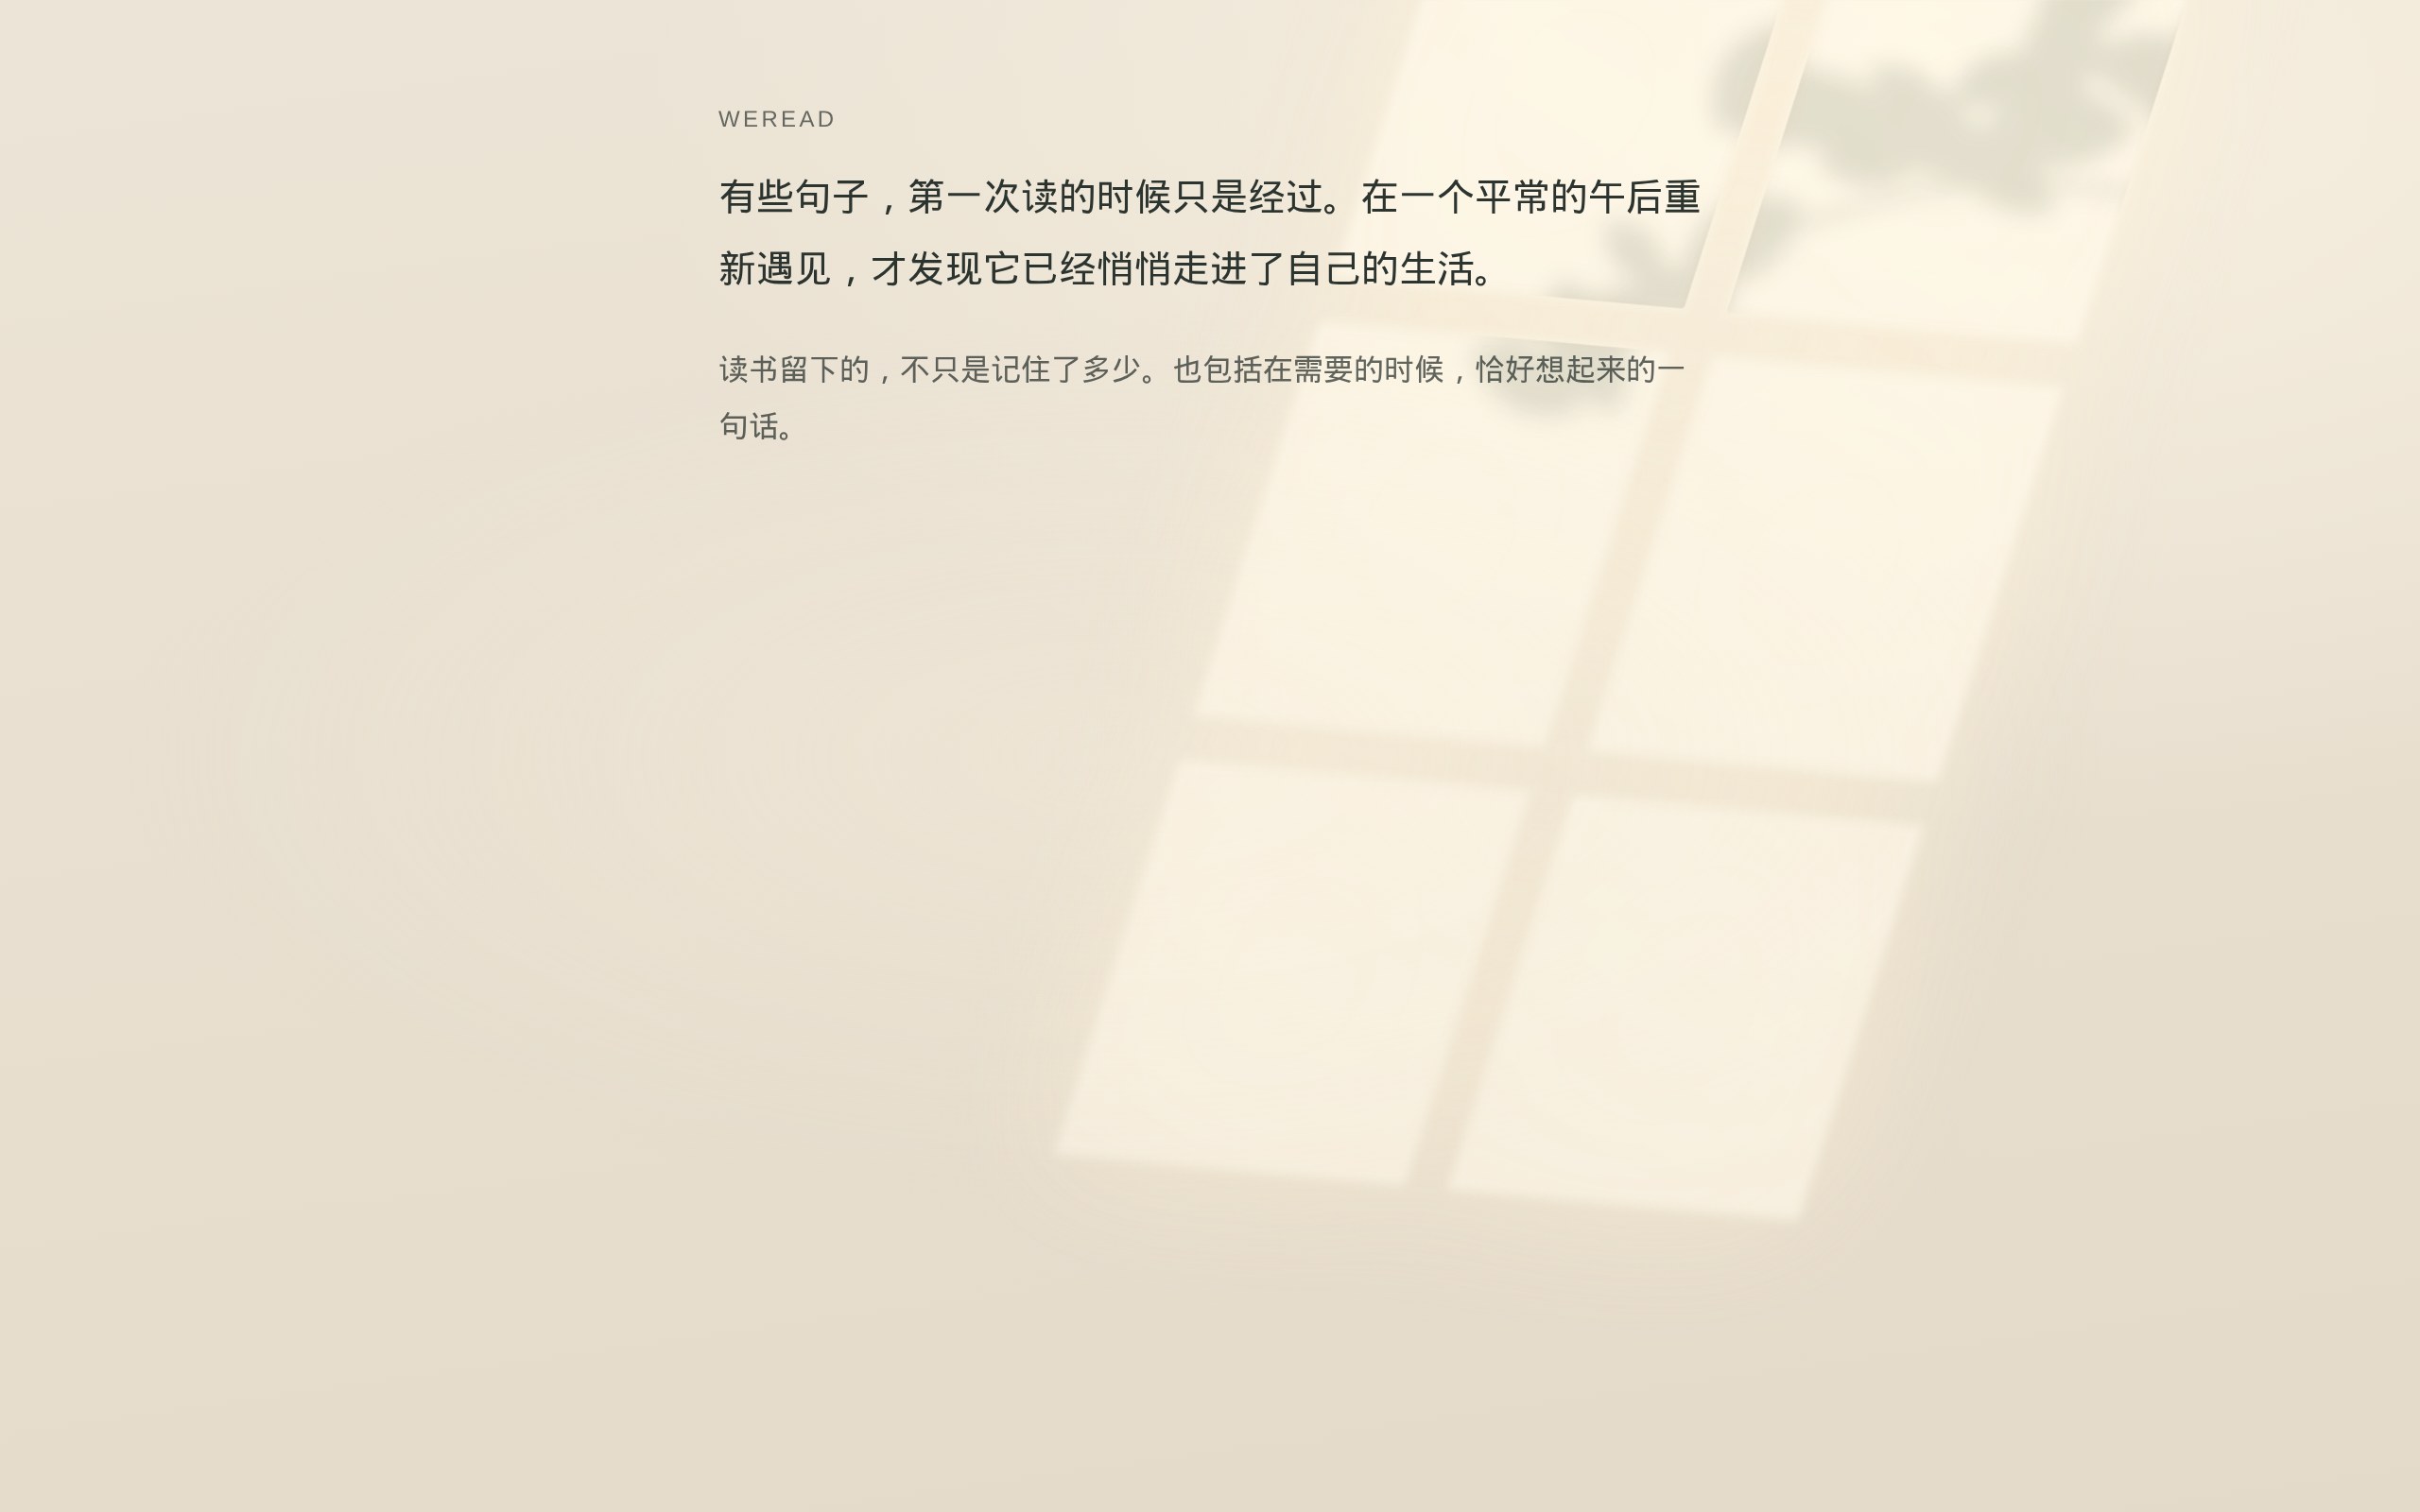 WEREAD
有些句子，第一次读的时候只是经过。在一个平常的午后重
新遇见，才发现它已经悄悄走进了自己的生活。
读书留下的，不只是记住了多少。也包括在需要的时候，恰好想起来的一
句话。